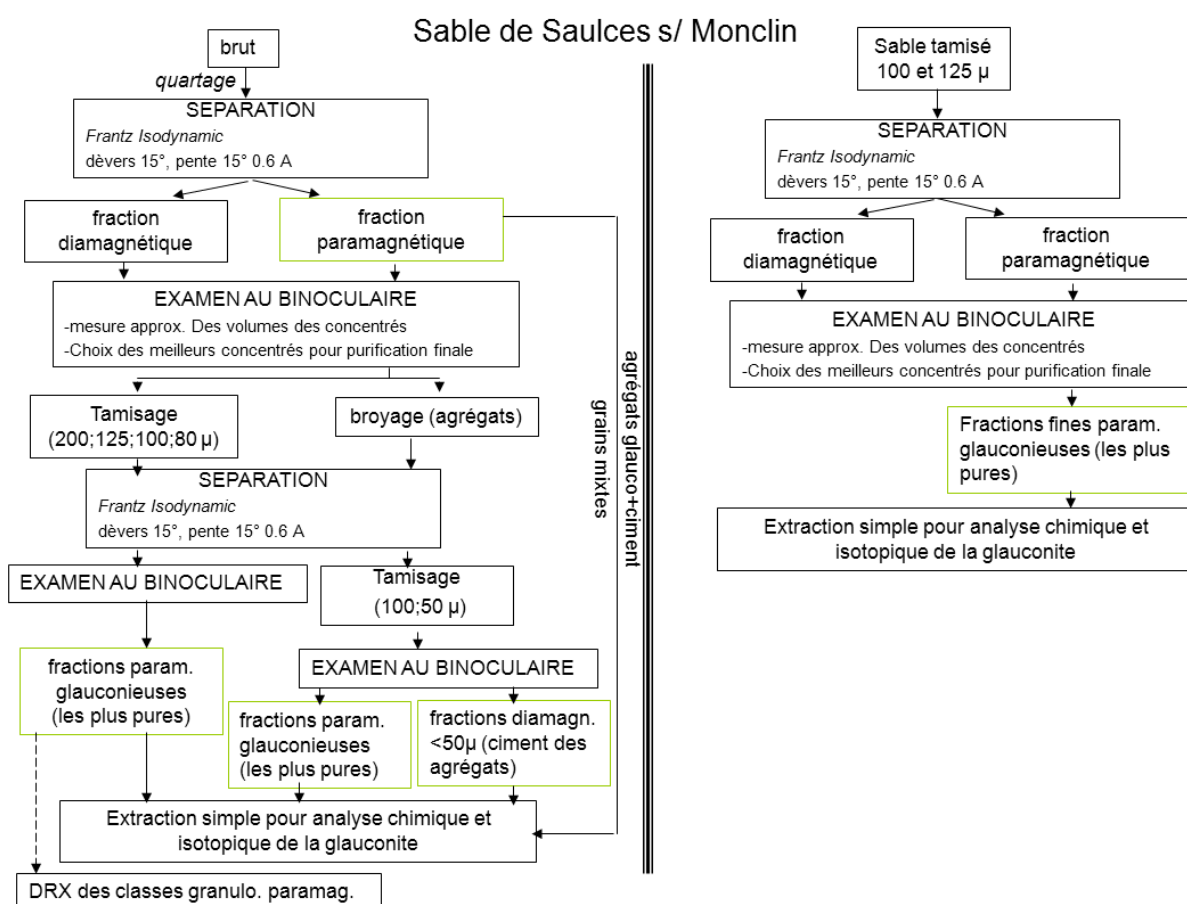 Sable de Saulces s/ Monclin
brut
quartage
SEPARATION
Frantz Isodynamic
dèvers 15°, pente 15° 0.6 A
fraction
diamagnétique
fraction
paramagnétique
EXAMEN AU BINOCULAIRE
-mesure approx. Des volumes des concentrés
-Choix des meilleurs concentrés pour purification finale
Tamisage
(200;125;100;80 µ)
broyage (agrégats)
SEPARATION
Frantz Isodynamic
dèvers 15°, pente 15° 0.6 A
EXAMEN AU BINOCULAIRE
Tamisage
(100;50 µ)
EXAMEN AU BINOCULAIRE
fractions param.
glauconieuses
(les plus pures)
fractions param.
glauconieuses
(les plus pures)
fractions diamagn.
<50µ (ciment des
agrégats)
Extraction simple pour analyse chimique et
isotopique de la glauconite
DRX des classes granulo. paramag.
agrégats glauco+ciment
grains mixtes
Sable tamisé
100 et 125 µ
SEPARATION
Frantz Isodynamic
dèvers 15°, pente 15° 0.6 A
fraction
diamagnétique
fraction
paramagnétique
EXAMEN AU BINOCULAIRE
-mesure approx. Des volumes des concentrés
-Choix des meilleurs concentrés pour purification finale
Fractions fines param.
glauconieuses (les plus
pures)
Extraction simple pour analyse chimique et
isotopique de la glauconite